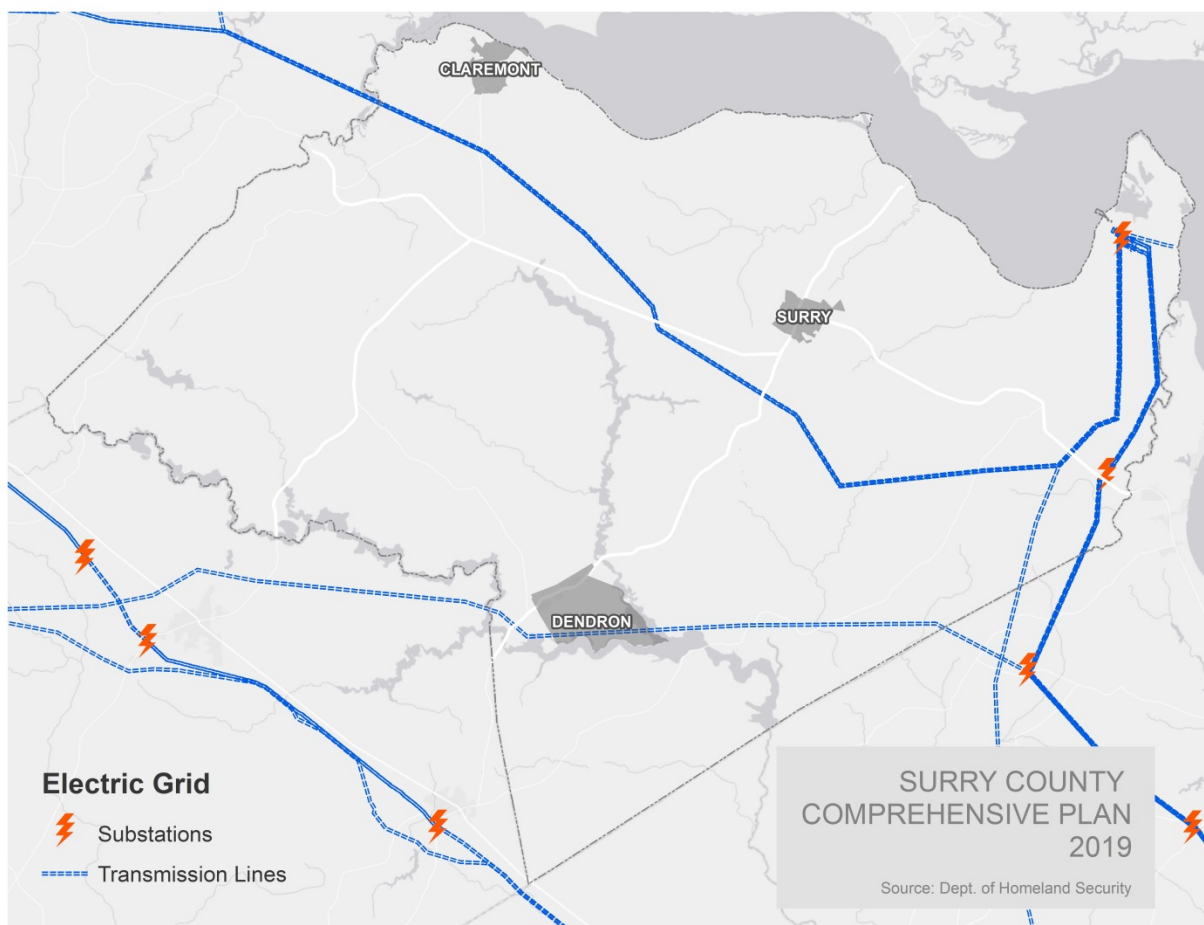 CLAREMONT
SURRY
DENDRON
Electric Grid
Substations
Transmission Lines
SURRY COUNTY
COMPREHENSIVE PLAN
2019
Source: Dept. of Homeland Security